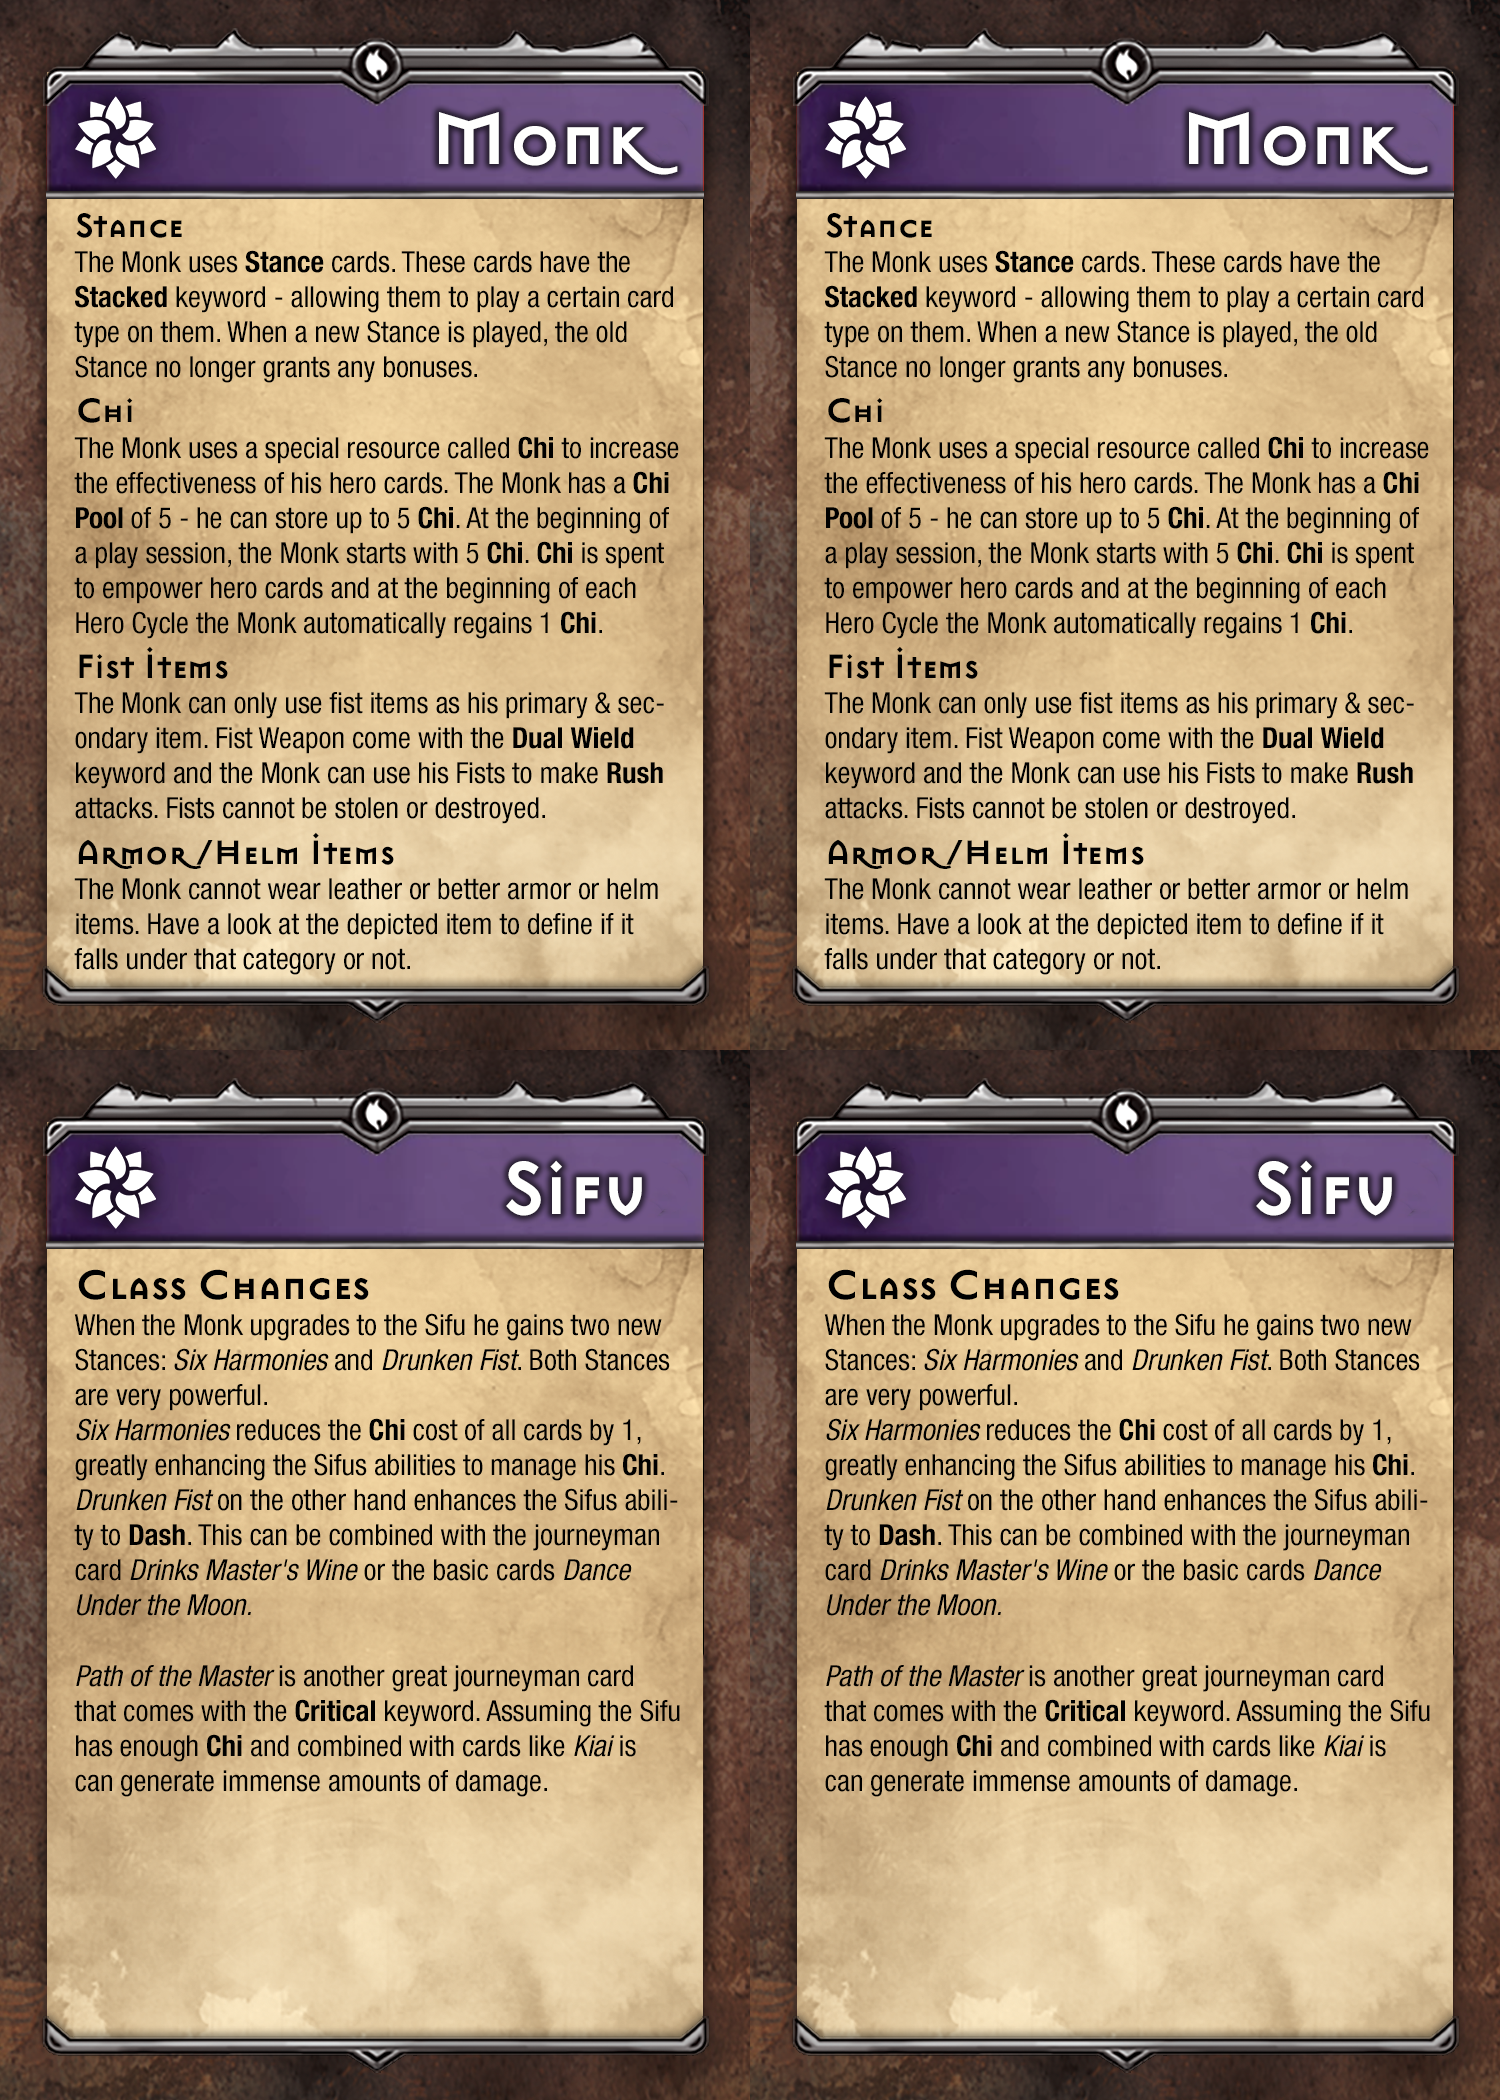 Monk
Stance
The Monk uses Stance cards. These cards have the
Stacked keyword - allowing them to play a certain card
type on them. When a new Stance is played, the old
Stance no longer grants any bonuses.
Chi
The Monk uses a special resource called Chi to increase
the effectiveness of his hero cards. The Monk has a Chi
Pool of 5 - he can store up to 5 Chi. At the beginning of
a play session, the Monk starts with 5 Chi. Chi is spent
to empower hero cards and at the beginning of each
Hero Cycle the Monk automatically regains 1 Chi.
Fist Items
The Monk can only use fist items as his primary & sec-
ondary item. Fist Weapon come with the Dual Wield
keyword and the Monk can use his Fists to make Rush
attacks. Fists cannot be stolen or destroyed.
Armor/Helm Items
The Monk cannot wear leather or better armor or helm
items. Have a look at the depicted item to define if it
falls under that category or not.
Monk
Stance
The Monk uses Stance cards. These cards have the
Stacked keyword - allowing them to play a certain card
type on them. When a new Stance is played, the old
Stance no longer grants any bonuses.
Chi
The Monk uses a special resource called Chi to increase
the effectiveness of his hero cards. The Monk has a Chi
Pool of 5 - he can store up to 5 Chi. At the beginning of
a play session, the Monk starts with 5 Chi. Chi is spent
to empower hero cards and at the beginning of each
Hero Cycle the Monk automatically regains 1 Chi.
Fist Items
The Monk can only use fist items as his primary & sec-
ondary item. Fist Weapon come with the Dual Wield
keyword and the Monk can use his Fists to make Rush
attacks. Fists cannot be stolen or destroyed.
Armor/Helm Items
The Monk cannot wear leather or better armor or helm
items. Have a look at the depicted item to define if it
falls under that category or not.
Sifu
Class Changes
When the Monk upgrades to the Sifu he gains two new
Stances: Six Harmonies and Drunken Fist. Both Stances
are very powerful.
Six Harmonies reduces the Chi cost of all cards by 1,
greatly enhancing the Sifus abilities to manage his Chi.
Drunken Fist on the other hand enhances the Sifus abili-
ty to Dash. This can be combined with the journeyman
card Drinks Master's Wine or the basic cards Dance
Under the Moon.
Path of the Master is another great journeyman card
that comes with the Critical keyword. Assuming the Sifu
has enough Chi and combined with cards like Kiai is
can generate immense amounts of damage.
Sifu
Class Changes
When the Monk upgrades to the Sifu he gains two new
Stances: Six Harmonies and Drunken Fist. Both Stances
are very powerful.
Six Harmonies reduces the Chi cost of all cards by 1,
greatly enhancing the Sifus abilities to manage his Chi.
Drunken Fist on the other hand enhances the Sifus abili-
ty to Dash. This can be combined with the journeyman
card Drinks Master's Wine or the basic cards Dance
Under the Moon.
Path of the Master is another great journeyman card
that comes with the Critical keyword. Assuming the Sifu
has enough Chi and combined with cards like Kiai is
can generate immense amounts of damage.